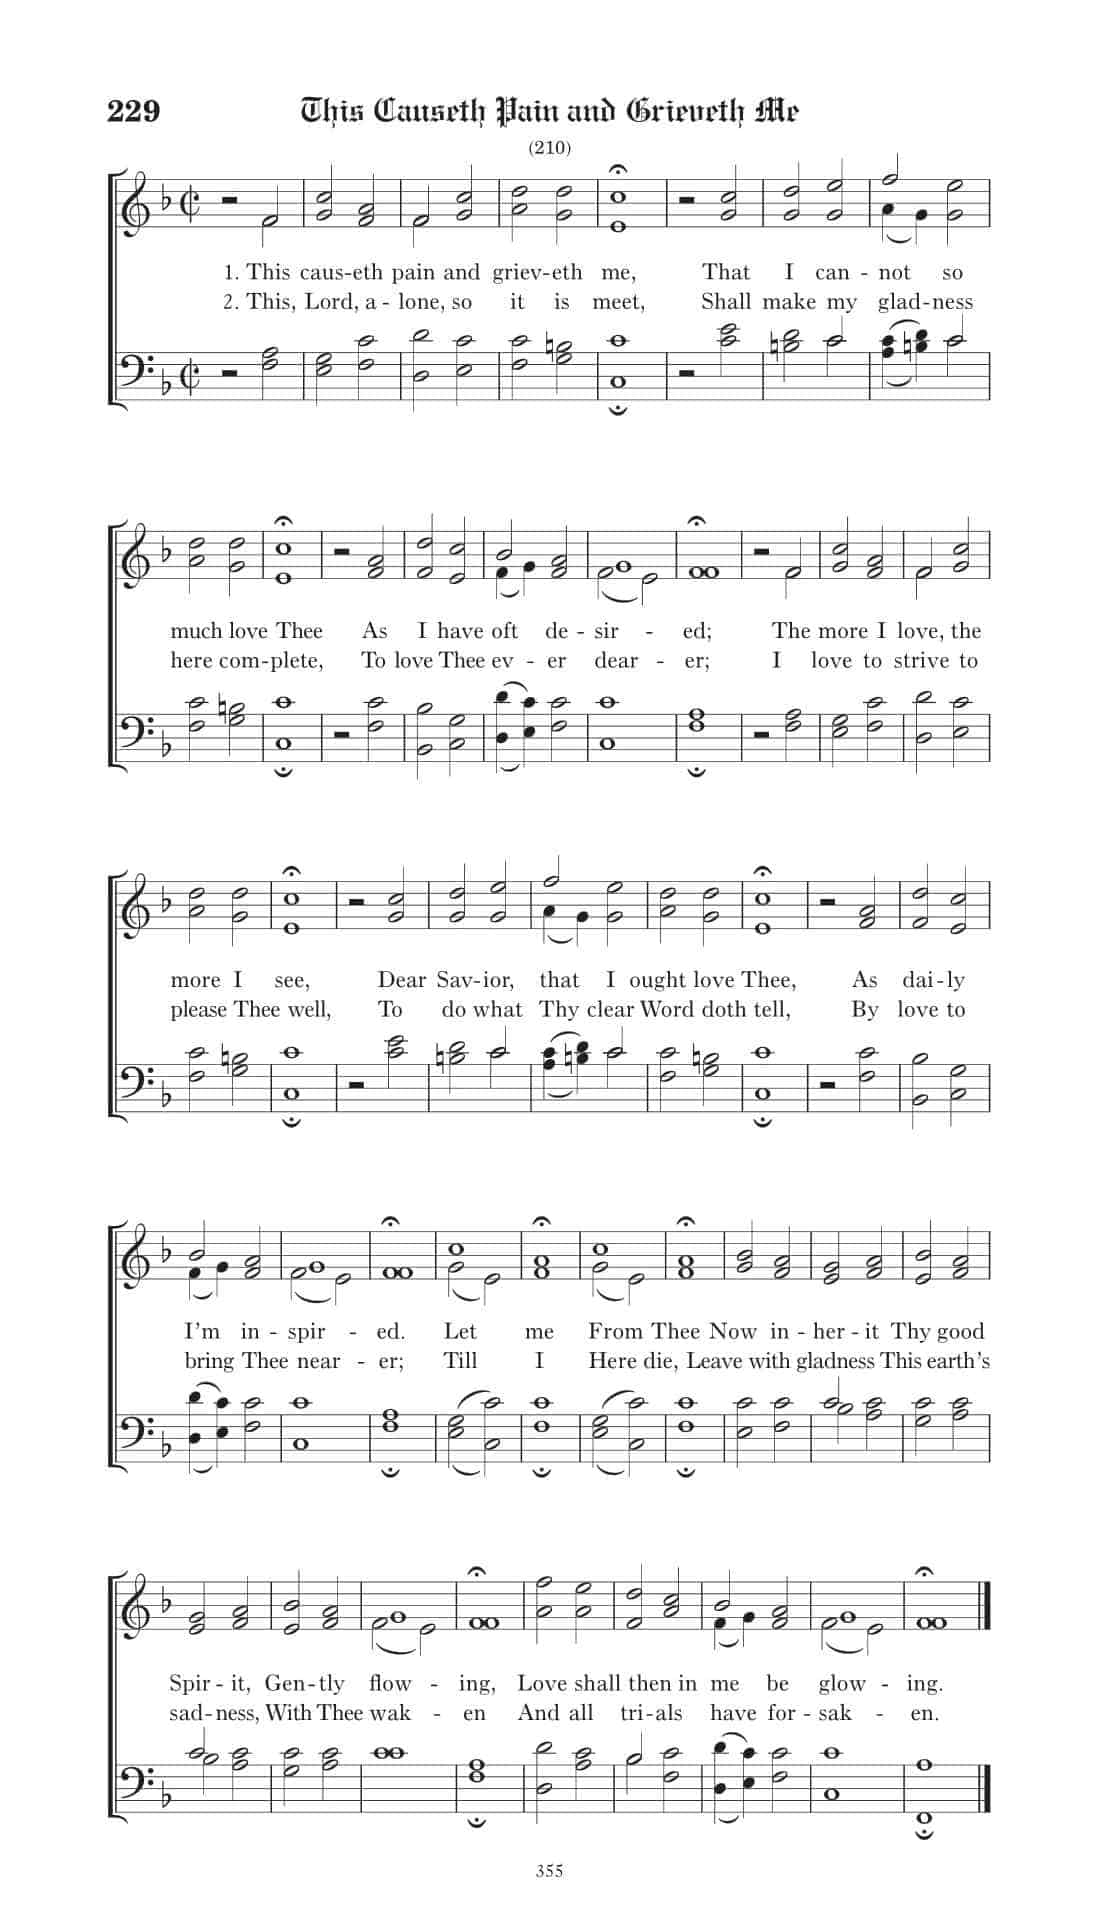 229 This Causeth Pain and Grieveth Me
(210)
1. This caus-eth pain and griev-eth me, That I can - not so
2. This, Lord, a - lone, so it is meet, Shall make my glad-ness
much love Thee As I have oft de - sir - ed; The more I love, the
here com-plete, To love Thee ev - er dear - er; I love to strive to
more I see, Dear Sav-ior, that I ought love Thee, As dai-ly
please Thee well, To do what Thy clear Word doth tell, By love to
I'm in - spir - ed. Let me From Thee Now in - her - it Thy good
bring Thee near - er; Till I Here die, Leave with gladness This earth's
Spir - it, Gen-tly flow - ing, Love shall then in me be glow - ing.
sad-ness, With Thee wak - en And all tri-als have for - sak - en.
355